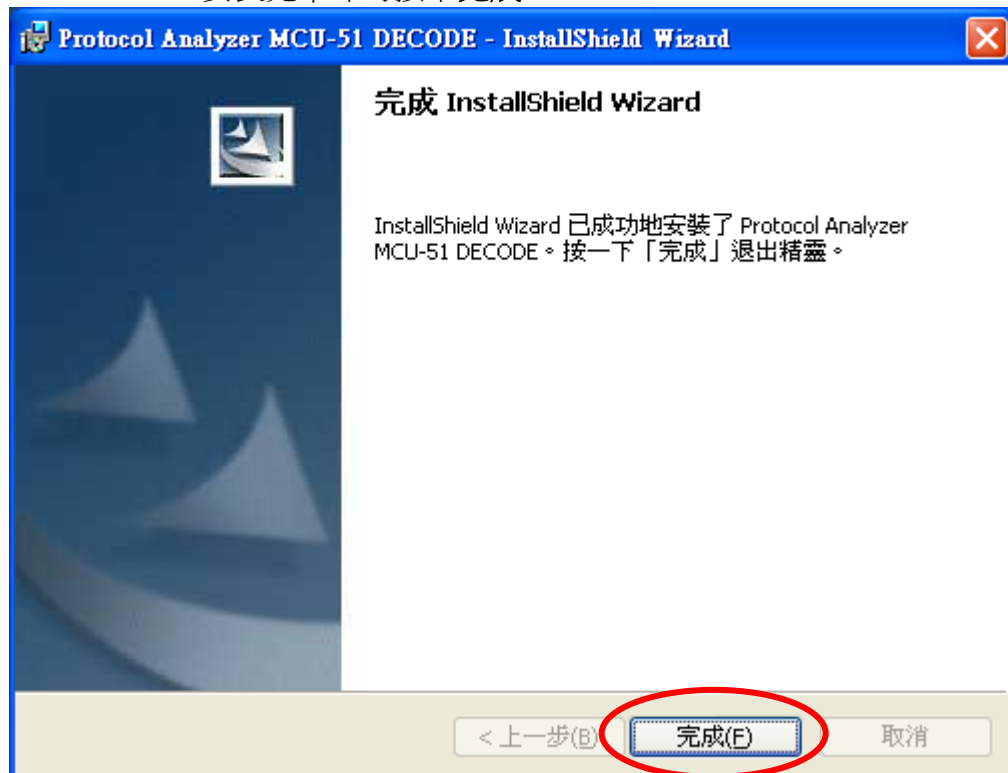 Protocol Analyzer MCU-51 DECODE - InstallShield Wizard
完成 InstallShield Wizard
InstallShield Wizard 已成功地安裝了 Protocol Analyzer
MCU-51 DECODE。按一下「完成」退出精靈。
<上一步(B) 完成(F) 取消